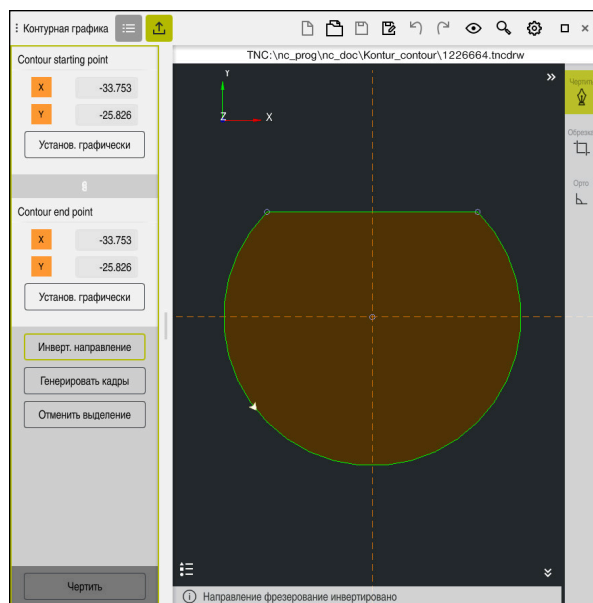 Контурная графика
TNC:\nc_prog\nc_doc\Kontur_contour\1226664.tncdrw
Contour starting point
X -33.753
Y -25.826
Установ. графически
Contour end point
X -33.753
Y -25.826
Установ. графически
Инверт. направление
Генерировать кадры
Отменить выделение
Чертить
Y
Z X
Чертить
Обрезка
Орто
Направление фрезерование инвертировано